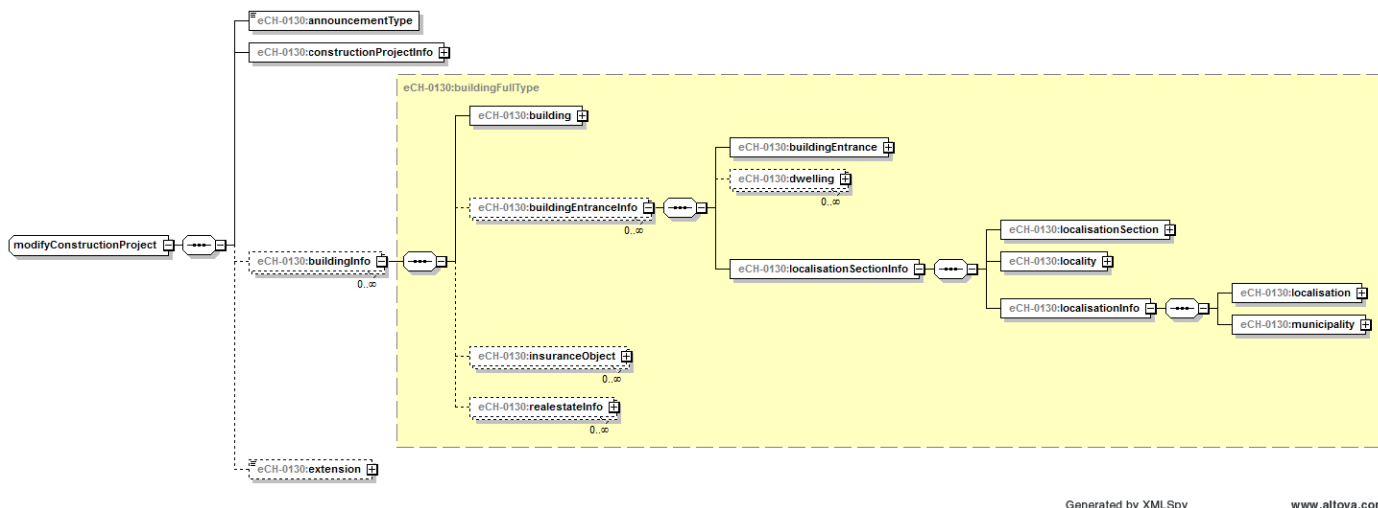 eCH-0130:announcementType
eCH-0130:constructionProjectInfo
eCH-0130:buildingFullType
eCH-0130:building
eCH-0130:buildingEntrance
eCH-0130:dwelling
0..∞
eCH-0130:buildingEntranceInfo
0..∞
eCH-0130:localisationSection
modifyConstructionProject
eCH-0130:buildingInfo
0..∞
eCH-0130:localisationSectionInfo
eCH-0130:locality
eCH-0130:localisation
eCH-0130:localisationInfo
eCH-0130:municipality
eCH-0130:insuranceObject
0..∞
eCH-0130:realestateInfo
0..∞
eCH-0130:extension
Generated by XMLSpy www.altova.com